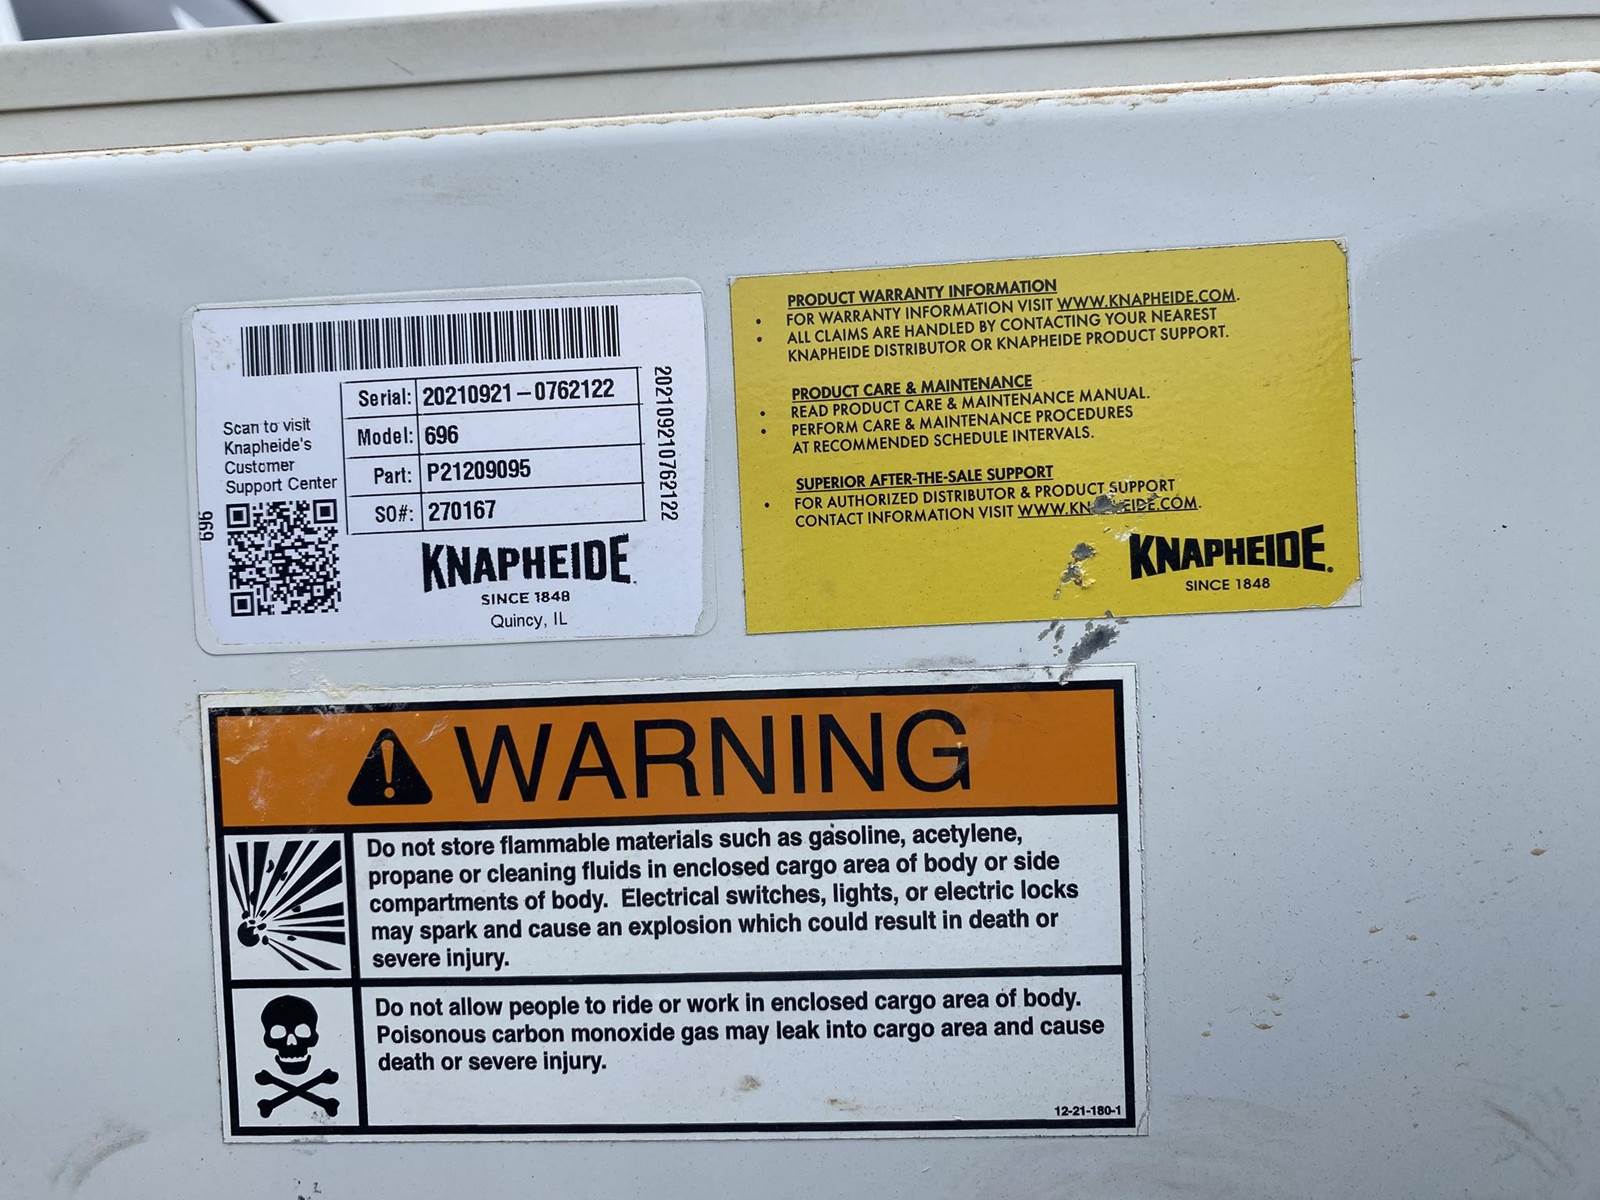 Serial: 20210921-0762122
Model: 696
Part: P21209095
SO#: 270167
Scan to visit
Knapheide's
Customer
Support Center
696
202109210762122
KNAPHEIDE
SINCE 1848
Quincy, IL
PRODUCT WARRANTY INFORMATION
• FOR WARRANTY INFORMATION VISIT WWW.KNAPHEIDE.COM.
• ALL CLAIMS ARE HANDLED BY CONTACTING YOUR NEAREST
KNAPHEIDE DISTRIBUTOR OR KNAPHEIDE PRODUCT SUPPORT.
PRODUCT CARE & MAINTENANCE
• READ PRODUCT CARE & MAINTENANCE MANUAL.
• PERFORM CARE & MAINTENANCE PROCEDURES
AT RECOMMENDED SCHEDULE INTERVALS.
SUPERIOR AFTER-THE-SALE SUPPORT
• FOR AUTHORIZED DISTRIBUTOR & PRODUCT SUPPORT
CONTACT INFORMATION VISIT
KNAPHEIDE.
SINCE 1848
WARNING
Do not store flammable materials such as gasoline, acetylene,
propane or cleaning fluids in enclosed cargo area of body or side
compartments of body. Electrical switches, lights, or electric locks
may spark and cause an explosion which could result in death or
severe injury.
Do not allow people to ride or work in enclosed cargo area of body.
Poisonous carbon monoxide gas may leak into cargo area and cause
death or severe injury.
12-21-180-1